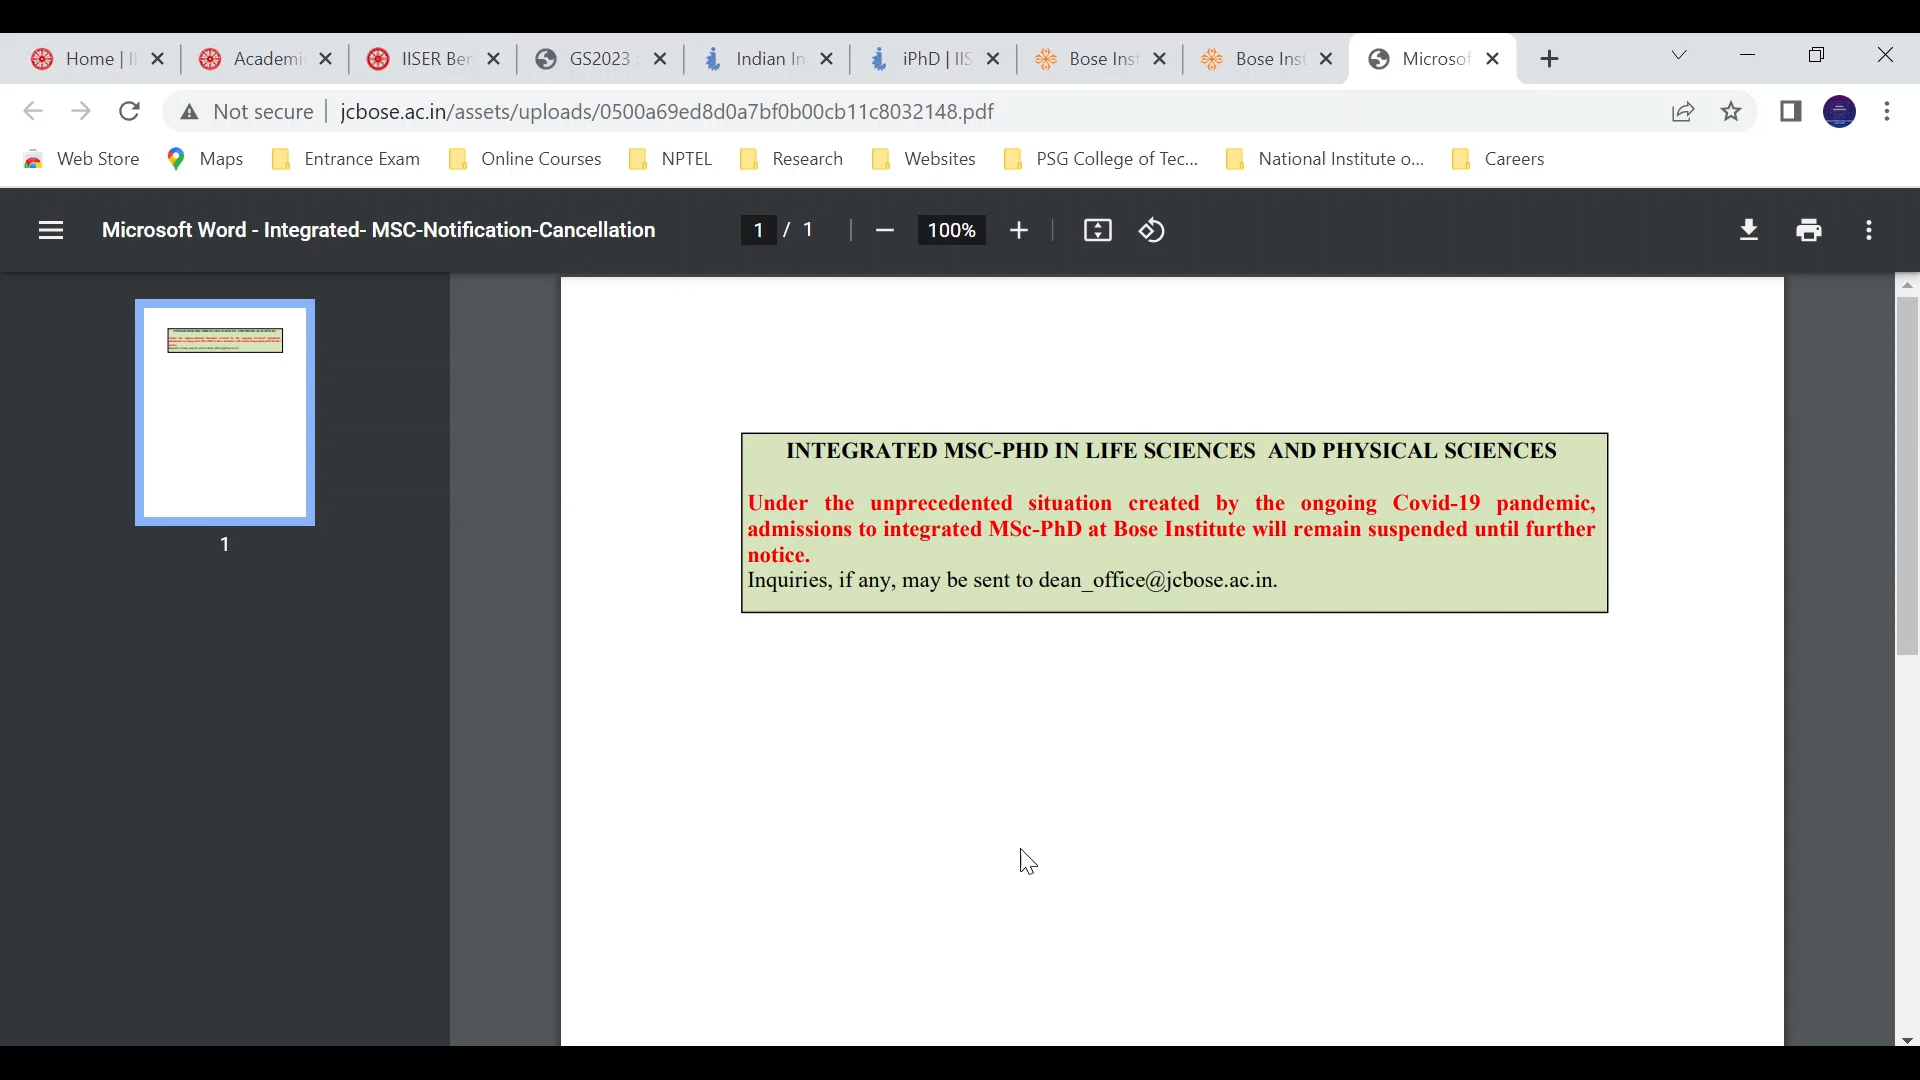 Home | I
Academi
IISER Ber
GS2023
Indian In
iPhD | IIS
Bose Inst
Bose Inst
Microsof
Not secure | jcbose.ac.in/assets/uploads/0500a69ed8d0a7bf0b00cb11c8032148.pdf
Web Store Maps Entrance Exam Online Courses NPTEL Research Websites PSG College of Tec... National Institute o... Careers
Microsoft Word - Integrated- MSC-Notification-Cancellation 1 / 1 100%
1
INTEGRATED MSC-PHD IN LIFE SCIENCES AND PHYSICAL SCIENCES
Under the unprecedented situation created by the ongoing Covid-19 pandemic,
admissions to integrated MSc-PhD at Bose Institute will remain suspended until further
notice.
Inquiries, if any, may be sent to dean_office@jcbose.ac.in.